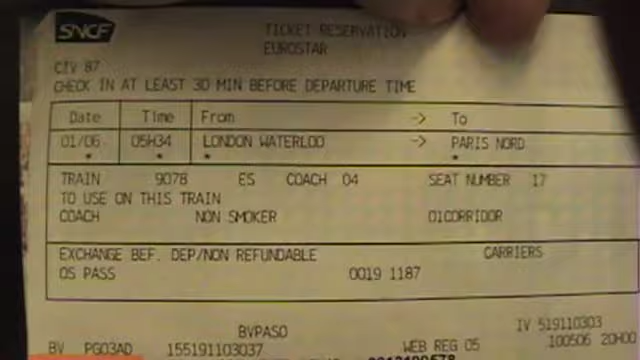 SNCF
TICKET RESERVATION
EUROSTAR
CIV 87
CHECK IN AT LEAST 30 MIN BEFORE DEPARTURE TIME
Date Time From -> To
01/06 05H34 LONDON WATERLOO -> PARIS NORD
* * * *
TRAIN 9078 ES COACH 04 SEAT NUMBER 17
TO USE ON THIS TRAIN
COACH NON SMOKER 01CORRIDOR
EXCHANGE BEF. DEP/NON REFUNDABLE CARRIERS
OS PASS 0019 1187
BVPASO IV 519110303
BV PG03AD 155191103037 WEB REG 05 100506 20H00